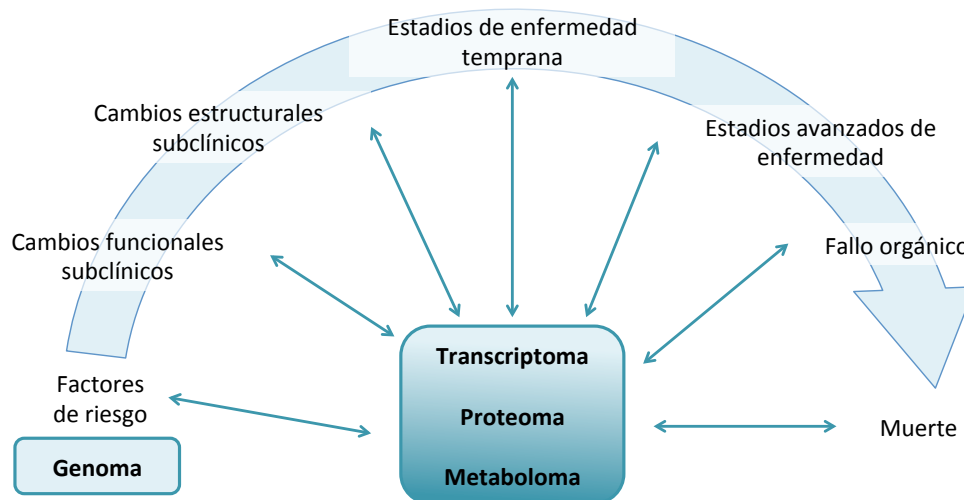 Estadios de enfermedad
temprana
Cambios estructurales
subclínicos
Estadios avanzados de
enfermedad
Cambios funcionales
subclínicos
Fallo orgánico
Transcriptoma
Proteoma
Metaboloma
Factores
de riesgo
Genoma
Muerte